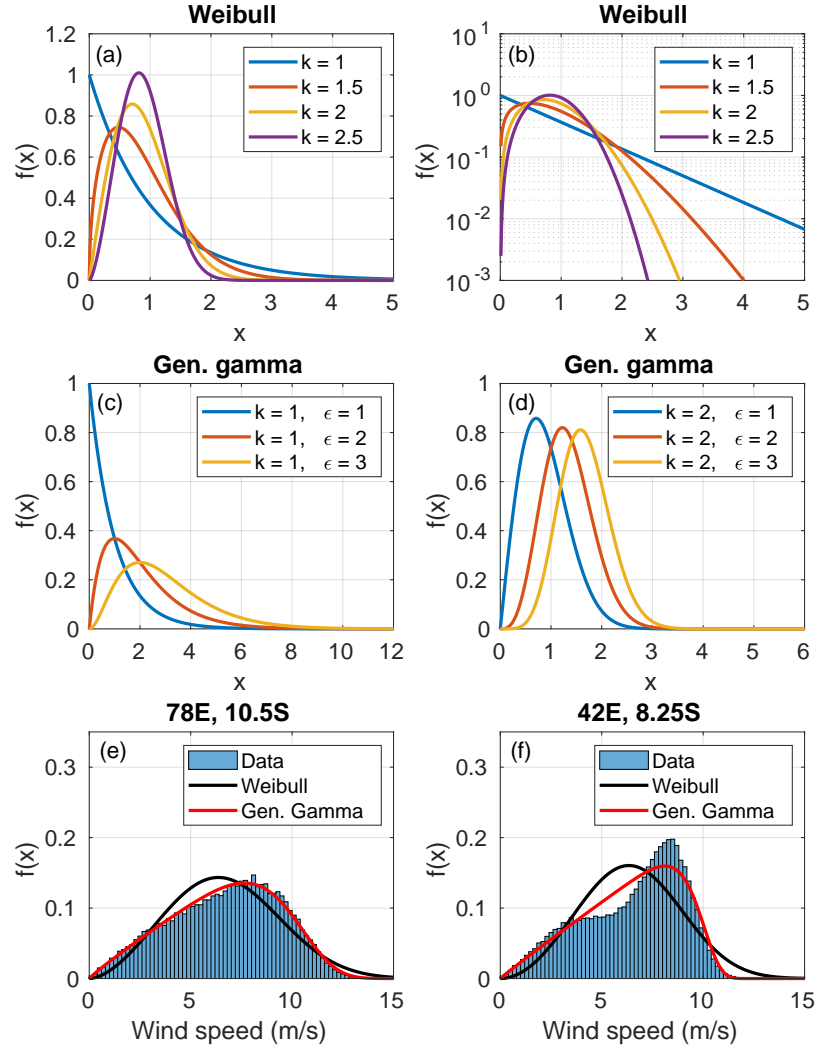 Weibull
(a)
k = 1
k = 1.5
k = 2
k = 2.5
f(x)
1.2
1
0.8
0.6
0.4
0.2
0
0 1 2 3 4 5
x
Weibull
(b)
k = 1
k = 1.5
k = 2
k = 2.5
f(x)
10^1
10^0
10^-1
10^-2
10^-3
0 1 2 3 4 5
x
Gen. gamma
(c)
k = 1, ϵ = 1
k = 1, ϵ = 2
k = 1, ϵ = 3
f(x)
1
0.8
0.6
0.4
0.2
0
0 2 4 6 8 10 12
x
Gen. gamma
(d)
k = 2, ϵ = 1
k = 2, ϵ = 2
k = 2, ϵ = 3
f(x)
1
0.8
0.6
0.4
0.2
0
0 1 2 3 4 5 6
x
78E, 10.5S
(e)
Data
Weibull
Gen. Gamma
f(x)
0.3
0.2
0.1
0
0 5 10 15
Wind speed (m/s)
42E, 8.25S
(f)
Data
Weibull
Gen. Gamma
f(x)
0.3
0.2
0.1
0
0 5 10 15
Wind speed (m/s)